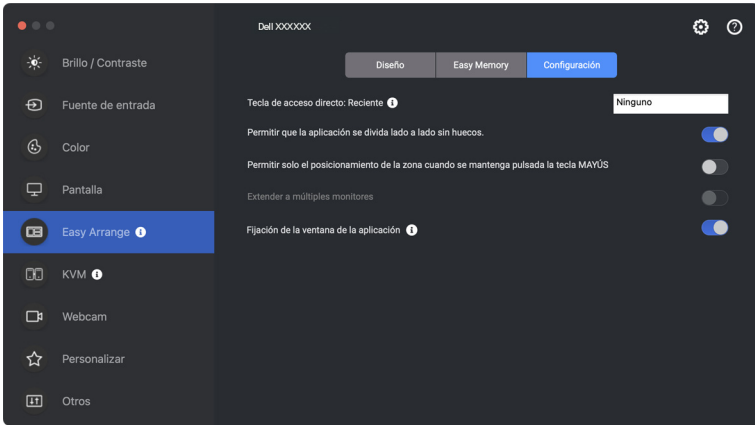 Dell XXXXXX
Brillo / Contraste
Fuente de entrada
Color
Pantalla
Easy Arrange
KVM
Webcam
Personalizar
Otros
Diseño
Easy Memory
Configuración
Tecla de acceso directo: Reciente
Ninguno
Permitir que la aplicación se divida lado a lado sin huecos.
Permitir solo el posicionamiento de la zona cuando se mantenga pulsada la tecla MAYÚS
Extender a múltiples monitores
Fijación de la ventana de la aplicación